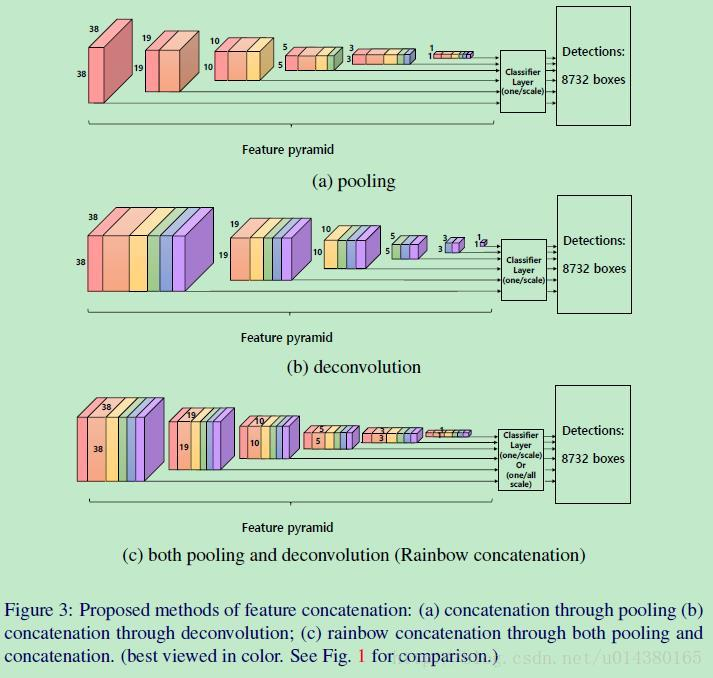 38
38
19
19
10
10
5
5
3
3
1
1
Classifier
Layer
(one/scale)
Detections:
8732 boxes
Feature pyramid
(a) pooling
38
38
19
19
10
10
5
5
3
3
1
1
Classifier
Layer
(one/scale)
Detections:
8732 boxes
Feature pyramid
(b) deconvolution
38
38
19
19
10
10
5
5
3
3
1
1
Classifier
Layer
(one/scale)
Or
(one/all
scale)
Detections:
8732 boxes
Feature pyramid
(c) both pooling and deconvolution (Rainbow concatenation)
Figure 3: Proposed methods of feature concatenation: (a) concatenation through pooling (b)
concatenation through deconvolution; (c) rainbow concatenation through both pooling and
concatenation. (best viewed in color. See Fig. 1 for comparison.)
blog.csdn.net/u014380165